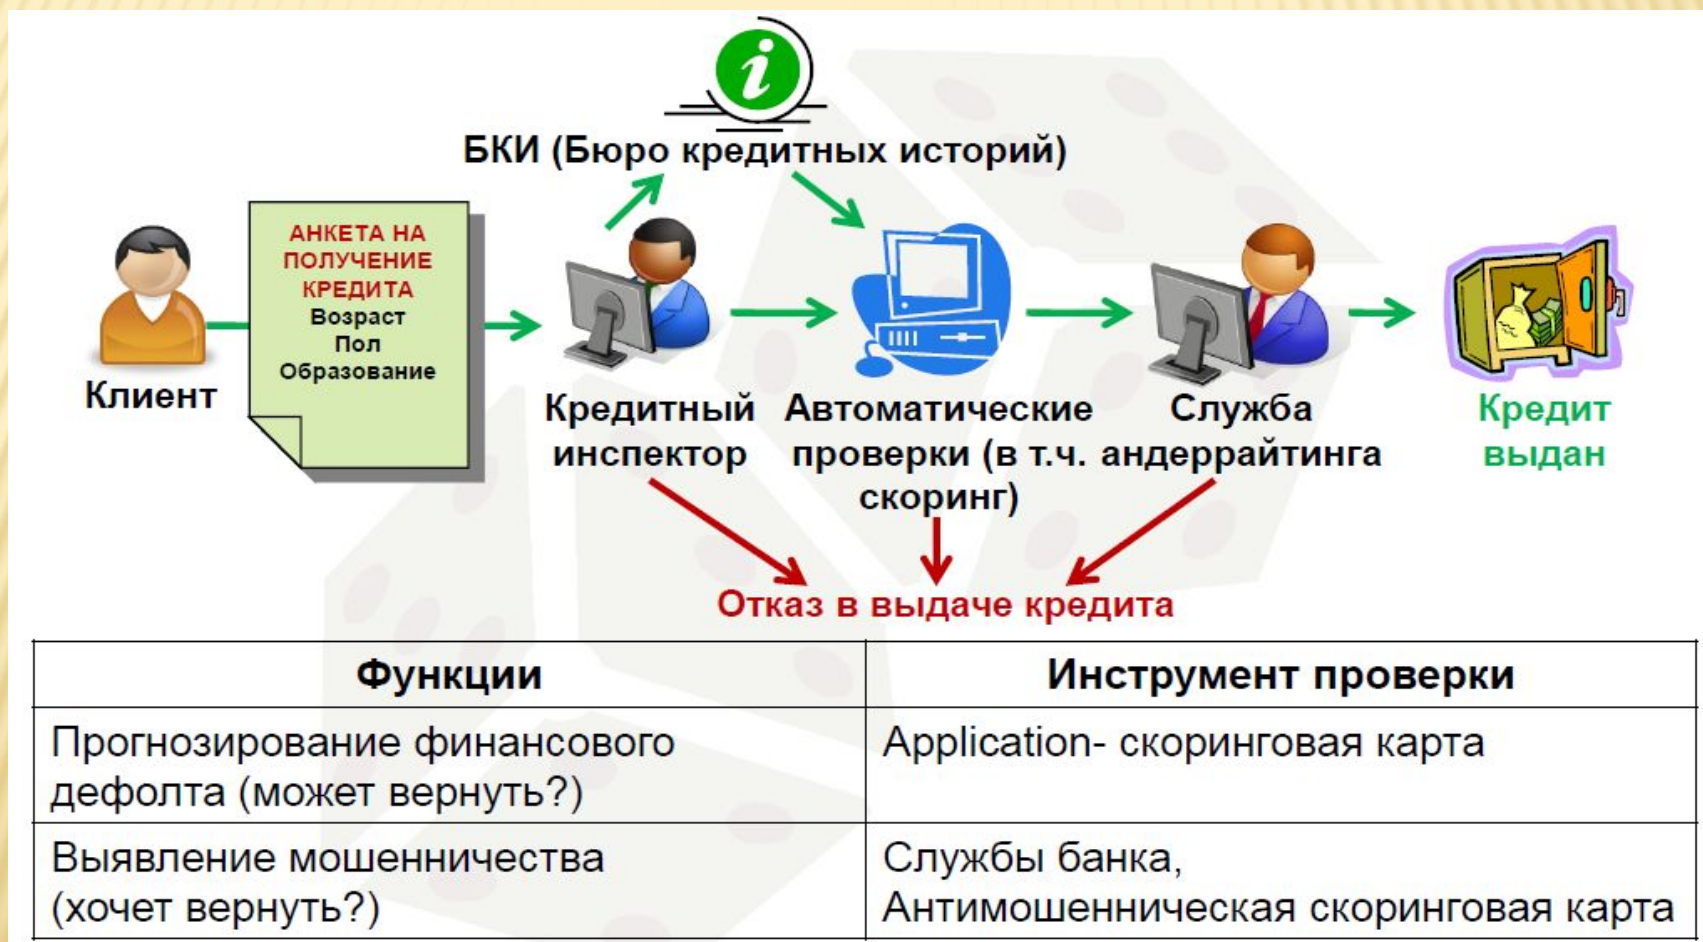 БКИ (Бюро кредитных историй)
АНКЕТА НА
ПОЛУЧЕНИЕ
КРЕДИТА
Возраст
Пол
Образование
Клиент
Кредитный
инспектор
Автоматические
проверки (в т.ч.
скоринг)
Служба
андеррайтинга
Кредит
выдан
Отказ в выдаче кредита
Функции
Инструмент проверки
Прогнозирование финансового
дефолта (может вернуть?)
Application- скоринговая карта
Выявление мошенничества
(хочет вернуть?)
Службы банка,
Антимошенническая скоринговая карта